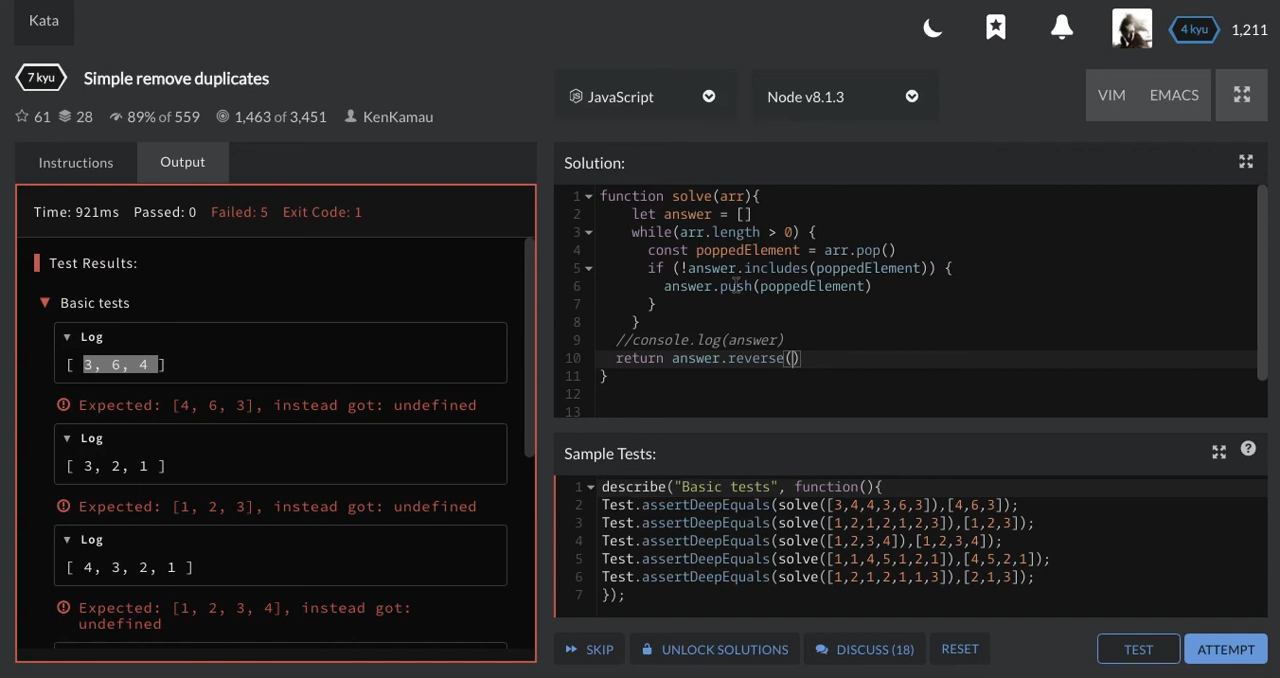 Kata
4 kyu
1,211
7 kyu
Simple remove duplicates
61 28 89% of 559 1,463 of 3,451 KenKamau
JavaScript
Node v8.1.3
VIM
EMACS
Instructions
Output
Time: 921ms Passed: 0 Failed: 5 Exit Code: 1
Test Results:
▼ Basic tests
▼ Log
[ 3, 6, 4 ]
Expected: [4, 6, 3], instead got: undefined
▼ Log
[ 3, 2, 1 ]
Expected: [1, 2, 3], instead got: undefined
▼ Log
[ 4, 3, 2, 1 ]
Expected: [1, 2, 3, 4], instead got:
undefined
Solution:
1 function solve(arr){
2 let answer = []
3 while(arr.length > 0) {
4 const poppedElement = arr.pop()
5 if (!answer.includes(poppedElement)) {
6 answer.push(poppedElement)
7 }
8 }
9 //console.log(answer)
10 return answer.reverse()
11 }
12
13
Sample Tests:
1 describe("Basic tests", function(){
2 Test.assertDeepEquals(solve([3,4,4,3,6,3]),[4,6,3]);
3 Test.assertDeepEquals(solve([1,2,1,2,1,2,3]),[1,2,3]);
4 Test.assertDeepEquals(solve([1,2,3,4]),[1,2,3,4]);
5 Test.assertDeepEquals(solve([1,1,4,5,1,2,1]),[4,5,2,1]);
6 Test.assertDeepEquals(solve([1,2,1,2,1,1,3]),[2,1,3]);
7 });
SKIP
UNLOCK SOLUTIONS
DISCUSS (18)
RESET
TEST
ATTEMPT